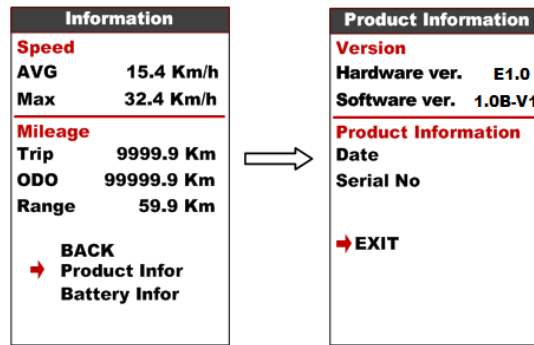 Information
Speed
AVG 15.4 Km/h
Max 32.4 Km/h
Mileage
Trip 9999.9 Km
ODO 99999.9 Km
Range 59.9 Km
BACK
Product Infor
Battery Infor
Product Information
Version
Hardware ver. E1.0
Software ver. 1.0B-V1
Product Information
Date
Serial No
EXIT